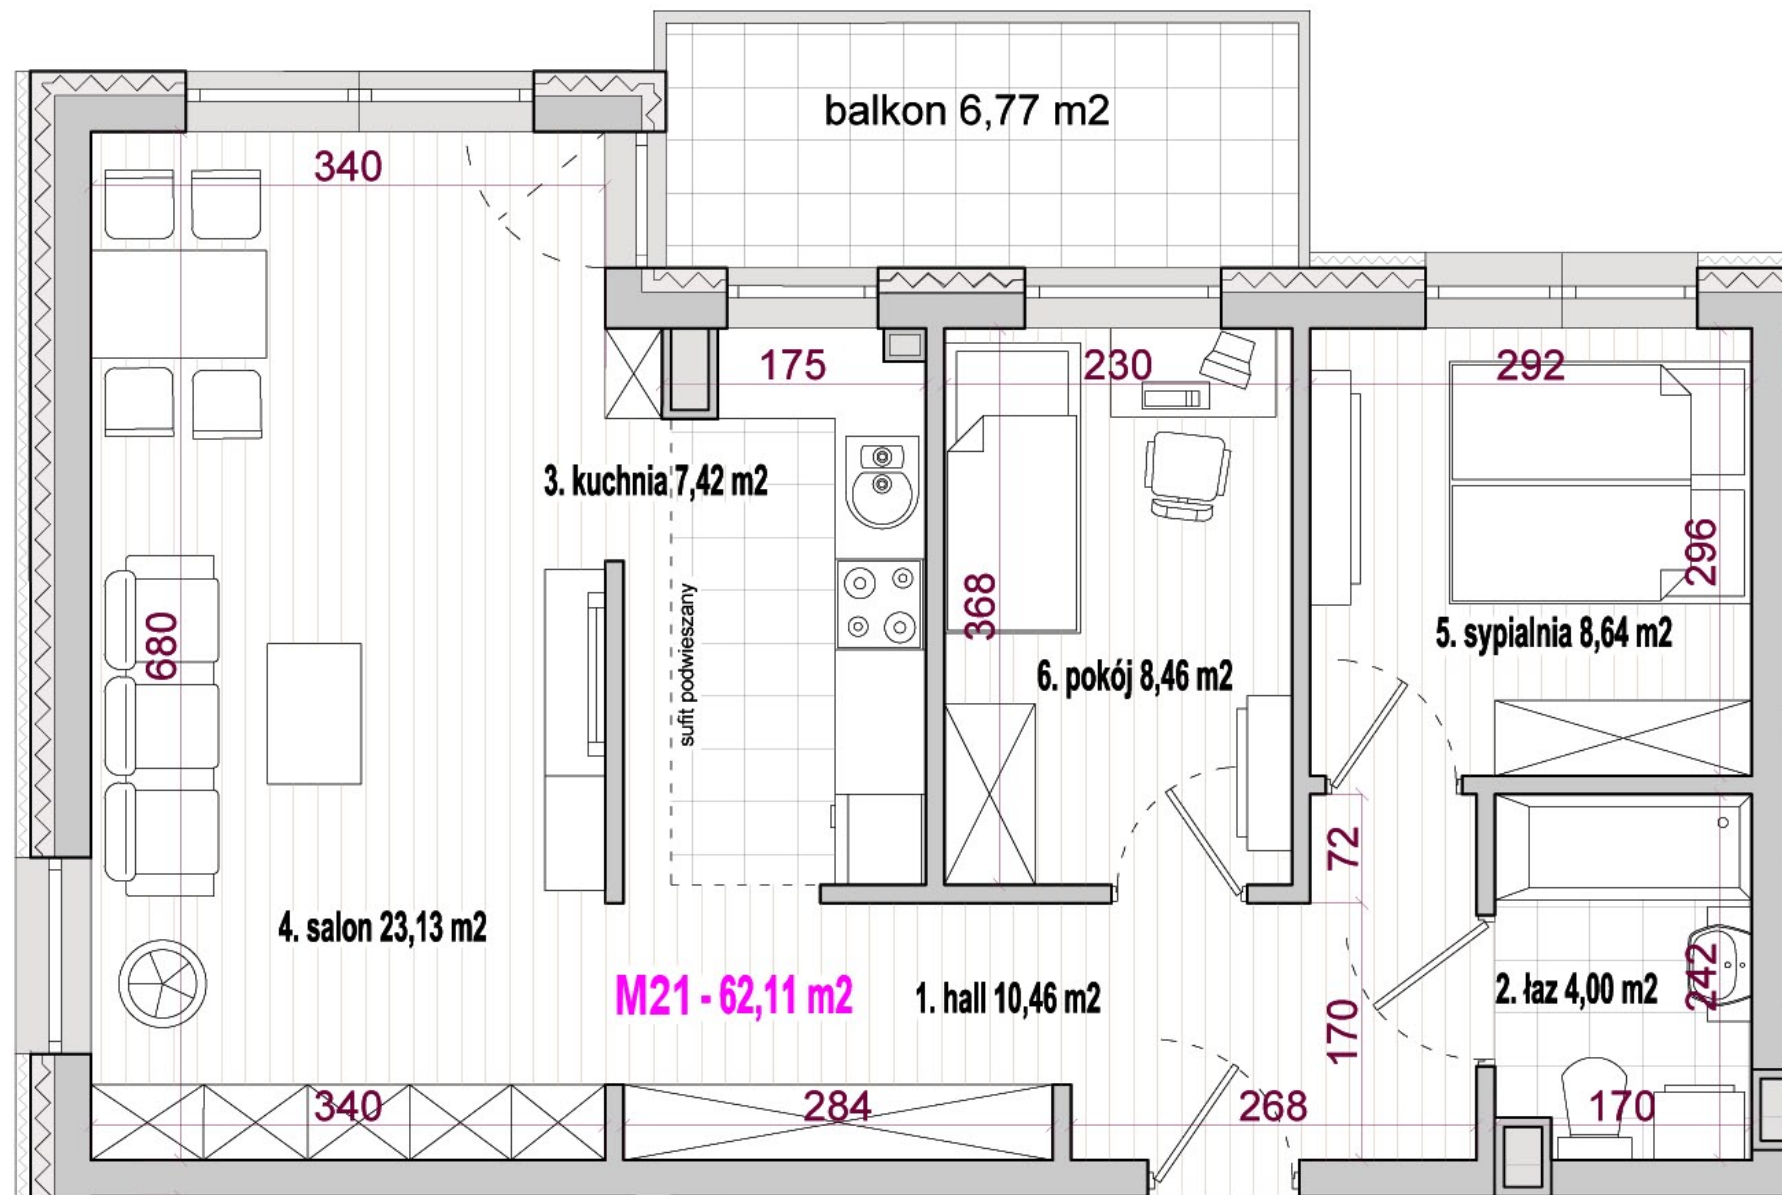 balkon 6,77 m2
340
175
230
292
3. kuchnia 7,42 m2
296
368
680
sufit podwieszany
5. sypialnia 8,64 m2
6. pokój 8,46 m2
72
4. salon 23,13 m2
M21 - 62,11 m2
1. hall 10,46 m2
2. łaz 4,00 m2
242
170
340
284
268
170